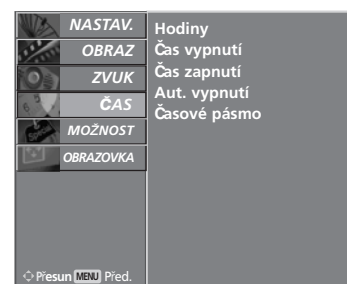 NASTAV.
OBRAZ
ZVUK
ČAS
MOŽNOST
OBRAZOVKA
Hodiny
Čas vypnutí
Čas zapnutí
Aut. vypnutí
Časové pásmo
Přesun MENU Před.